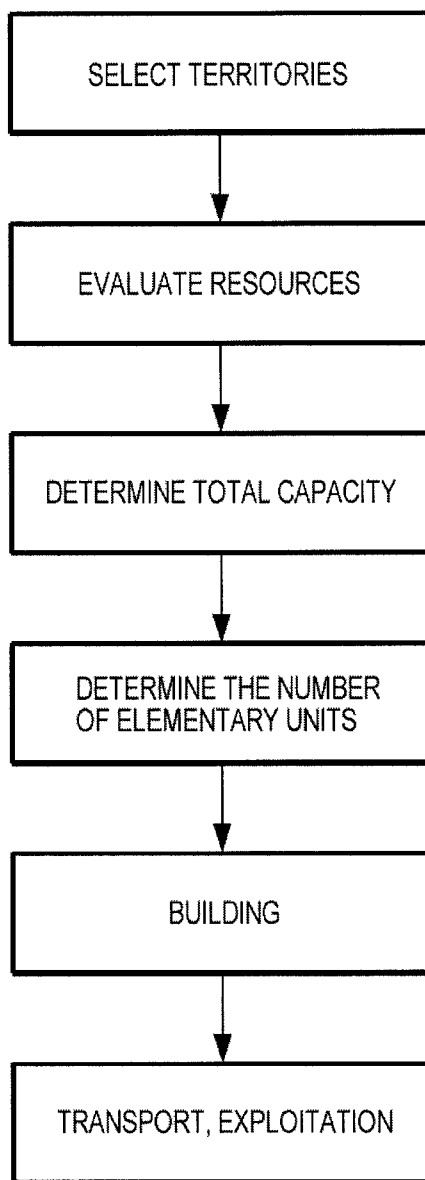 SELECT TERRITORIES
EVALUATE RESOURCES
DETERMINE TOTAL CAPACITY
DETERMINE THE NUMBER
OF ELEMENTARY UNITS
BUILDING
TRANSPORT, EXPLOITATION